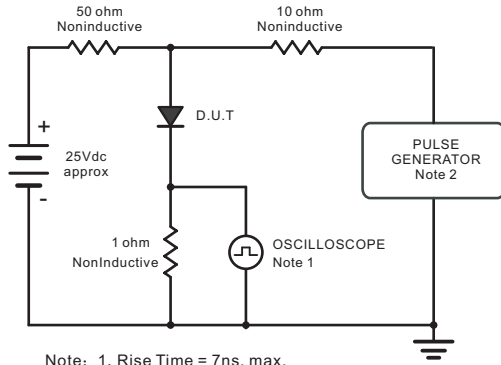 50 ohm
Noninductive
10 ohm
Noninductive
D.U.T
+
25Vdc
approx
-
PULSE
GENERATOR
Note 2
1 ohm
NonInductive
OSCILLOSCOPE
Note 1
Note: 1. Rise Time = 7ns, max.